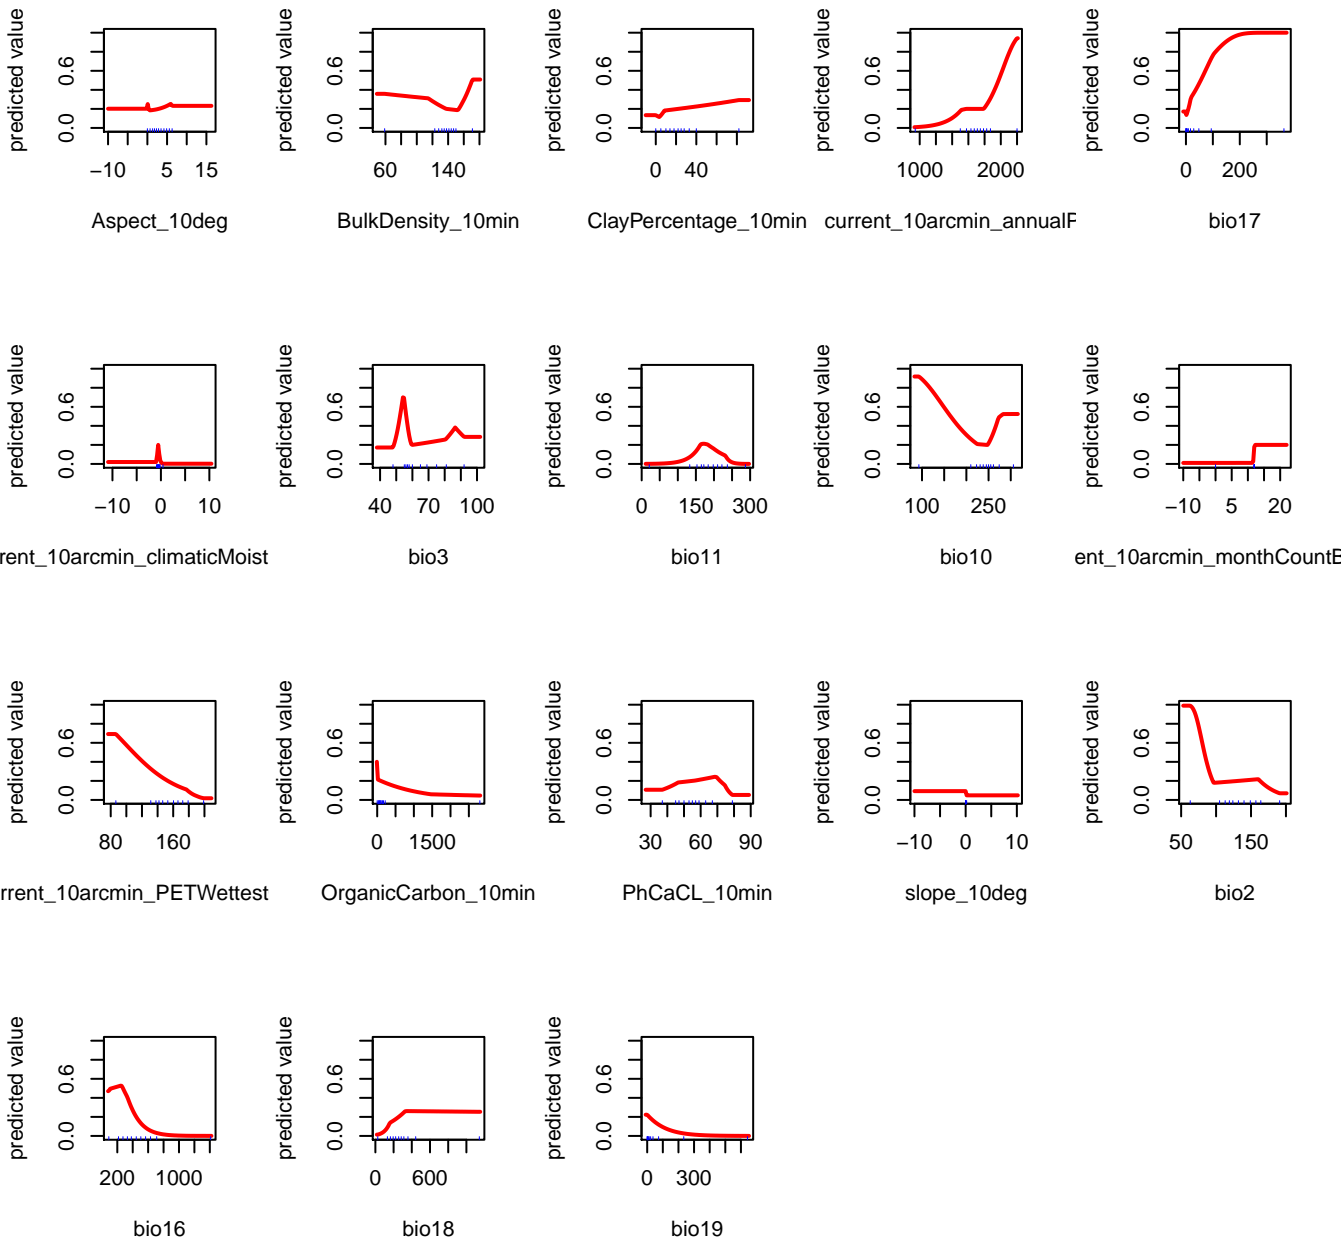 predicted value
0.0 0.6
−10 5 15
Aspect_10deg
predicted value
0.0 0.6
60 140
BulkDensity_10min
predicted value
0.0 0.6
0 40
ClayPercentage_10min
predicted value
0.0 0.6
1000 2000
current_10arcmin_annualP
predicted value
0.0 0.6
0 200
bio17
predicted value
0.0 0.6
−10 0 10
rent_10arcmin_climaticMoist
predicted value
0.0 0.6
40 70 100
bio3
predicted value
0.0 0.6
0 150 300
bio11
predicted value
0.0 0.6
100 250
bio10
predicted value
0.0 0.6
−10 5 20
ent_10arcmin_monthCountB
predicted value
0.0 0.6
80 160
rrent_10arcmin_PETWettest
predicted value
0.0 0.6
0 1500
OrganicCarbon_10min
predicted value
0.0 0.6
30 60 90
PhCaCL_10min
predicted value
0.0 0.6
−10 0 10
slope_10deg
predicted value
0.0 0.6
50 150
bio2
predicted value
0.0 0.6
200 1000
bio16
predicted value
0.0 0.6
0 600
bio18
predicted value
0.0 0.6
0 300
bio19